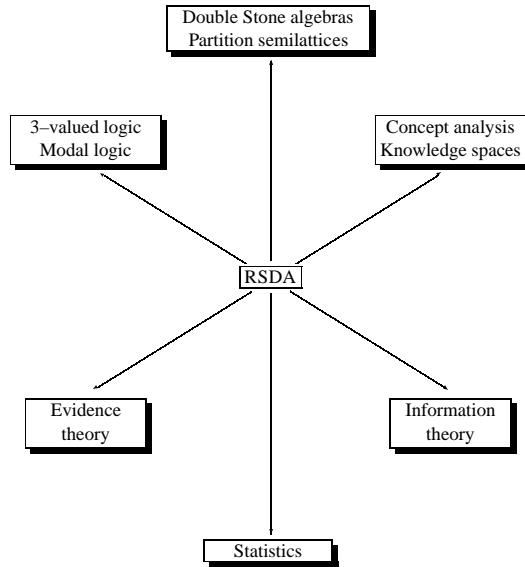 Double Stone algebras
Partition semilattices
3–valued logic
Modal logic
Concept analysis
Knowledge spaces
RSDA
Evidence
theory
Information
theory
Statistics